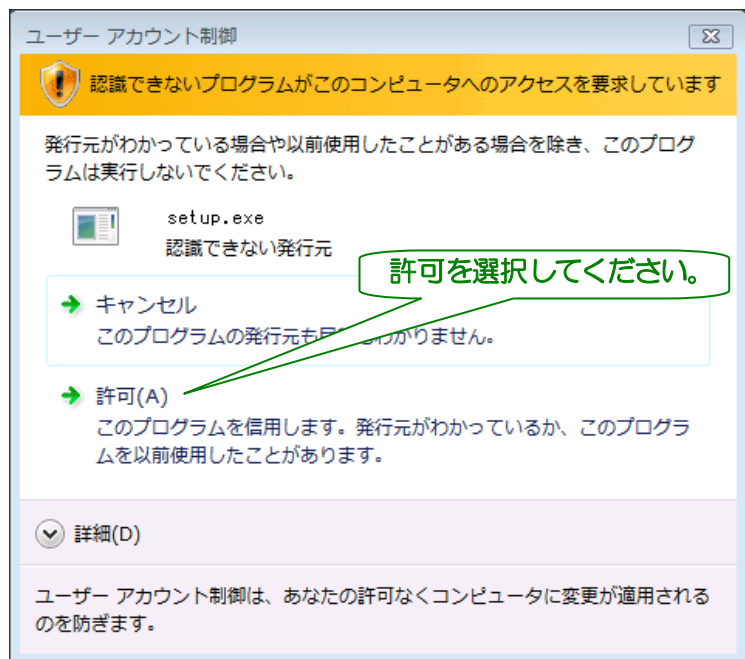 ユーザー アカウント制御
認識できないプログラムがこのコンピュータへのアクセスを要求しています
発行元がわかっている場合や以前使用したことがある場合を除き、このプログ
ラムは実行しないでください。
setup.exe
認識できない発行元
許可を選択してください。
キャンセル
このプログラムの発行元も
わかりません。
許可(A)
このプログラムを信用します。発行元がわかっているか、このプログラ
ムを以前使用したことがあります。
詳細(D)
ユーザー アカウント制御は、あなたの許可なくコンピュータに変更が適用される
のを防ぎます。